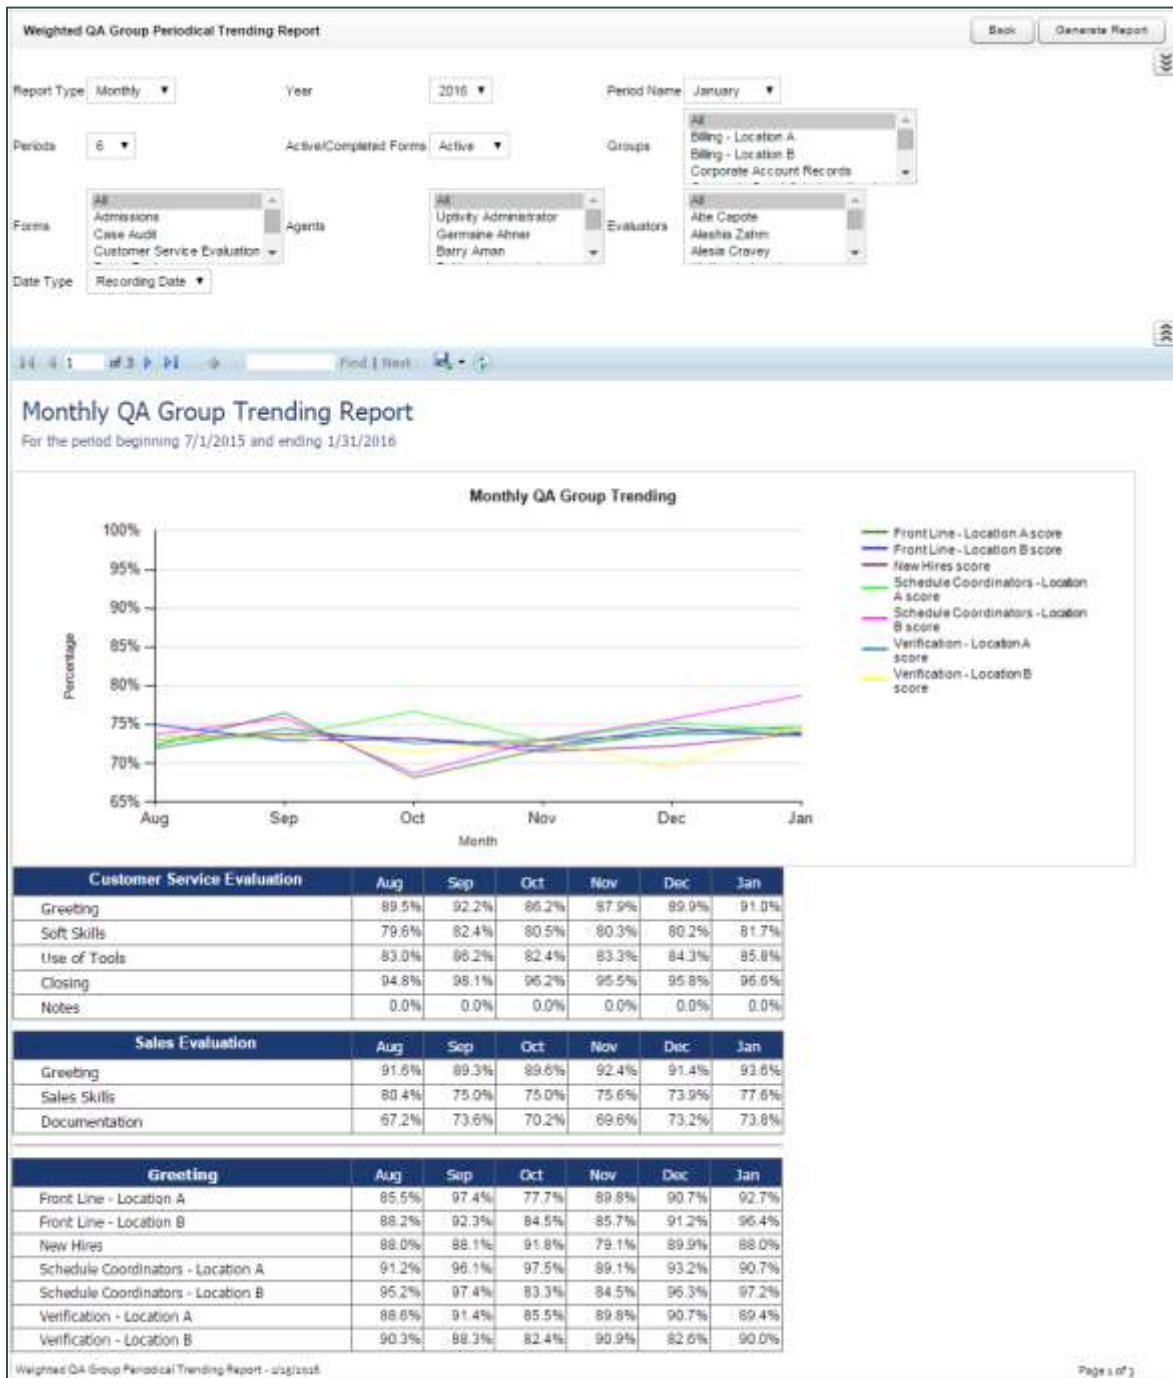 Weighted QA Group Periodical Trending Report Back Generate Report
Report Type Monthly Year 2016 Period Name January
Periods 6 Active/Completed Forms Active Groups
All
Billing - Location A
Billing - Location B
Corporate Account Records
Forms
All
Admissions
Case Audit
Customer Service Evaluation
Agents
All
Uptivity Administrator
Germaine Ahner
Barry Aman
Evaluators
All
Abe Capote
Aleshia Zahm
Alesia Cravey
Date Type Recording Date
1 of 3 Find | Next
Monthly QA Group Trending Report
For the period beginning 7/1/2015 and ending 1/31/2016
Monthly QA Group Trending
Percentage
100%
95%
90%
85%
80%
75%
70%
65%
Aug Sep Oct Nov Dec Jan
Month
Front Line - Location A score
Front Line - Location B score
New Hires score
Schedule Coordinators - Location
A score
Schedule Coordinators - Location
B score
Verification - Location A
score
Verification - Location B
score
Customer Service Evaluation Aug Sep Oct Nov Dec Jan
Greeting 89.5% 92.2% 86.2% 87.9% 89.9% 91.0%
Soft Skills 79.6% 82.4% 80.5% 80.3% 80.2% 81.7%
Use of Tools 83.0% 86.2% 82.4% 83.3% 84.3% 85.8%
Closing 94.8% 98.1% 96.2% 95.5% 95.8% 96.6%
Notes 0.0% 0.0% 0.0% 0.0% 0.0% 0.0%
Sales Evaluation Aug Sep Oct Nov Dec Jan
Greeting 91.6% 89.3% 89.6% 92.4% 91.4% 93.6%
Sales Skills 80.4% 75.0% 75.0% 75.6% 73.9% 77.6%
Documentation 67.2% 73.6% 70.2% 69.6% 73.2% 73.8%
Greeting Aug Sep Oct Nov Dec Jan
Front Line - Location A 85.5% 97.4% 77.7% 89.8% 90.7% 92.7%
Front Line - Location B 88.2% 92.3% 84.5% 85.7% 91.2% 96.4%
New Hires 88.0% 88.1% 91.8% 79.1% 89.9% 88.0%
Schedule Coordinators - Location A 91.2% 96.1% 97.5% 89.1% 93.2% 90.7%
Schedule Coordinators - Location B 95.2% 97.4% 83.3% 84.5% 96.3% 97.2%
Verification - Location A 88.6% 91.4% 85.5% 89.8% 90.7% 89.4%
Verification - Location B 90.3% 88.3% 82.4% 90.9% 82.6% 90.0%
Weighted QA Group Periodical Trending Report - Page 1 of 3